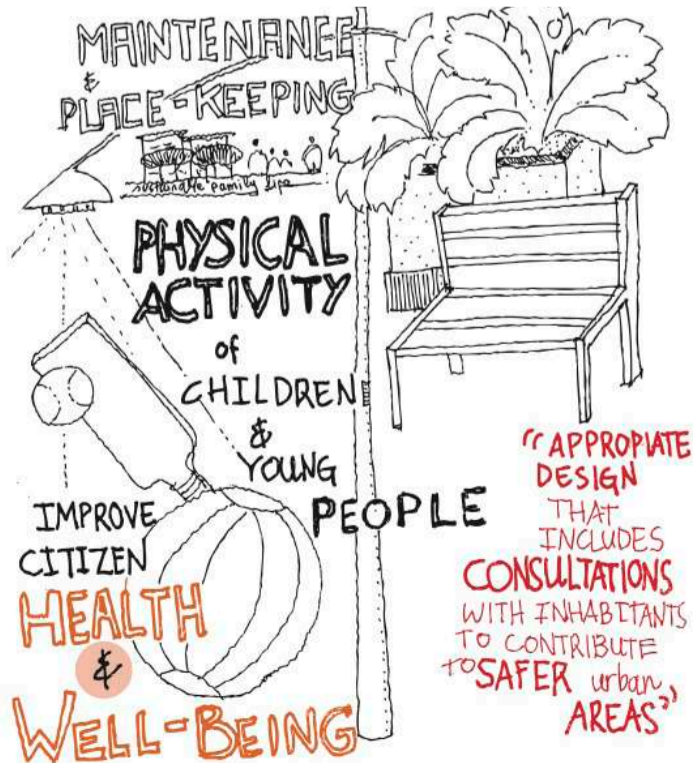 MAINTENANCE
&
PLACE-KEEPING
sustainable family life
PHYSICAL
ACTIVITY
of
CHILDREN
&
YOUNG
PEOPLE
IMPROVE
CITIZEN
HEALTH
&
WELL-BEING
"APPROPIATE
DESIGN
THAT
INCLUDES
CONSULTATIONS
WITH INHABITANTS
TO CONTRIBUTE
TO SAFER urban
AREAS"